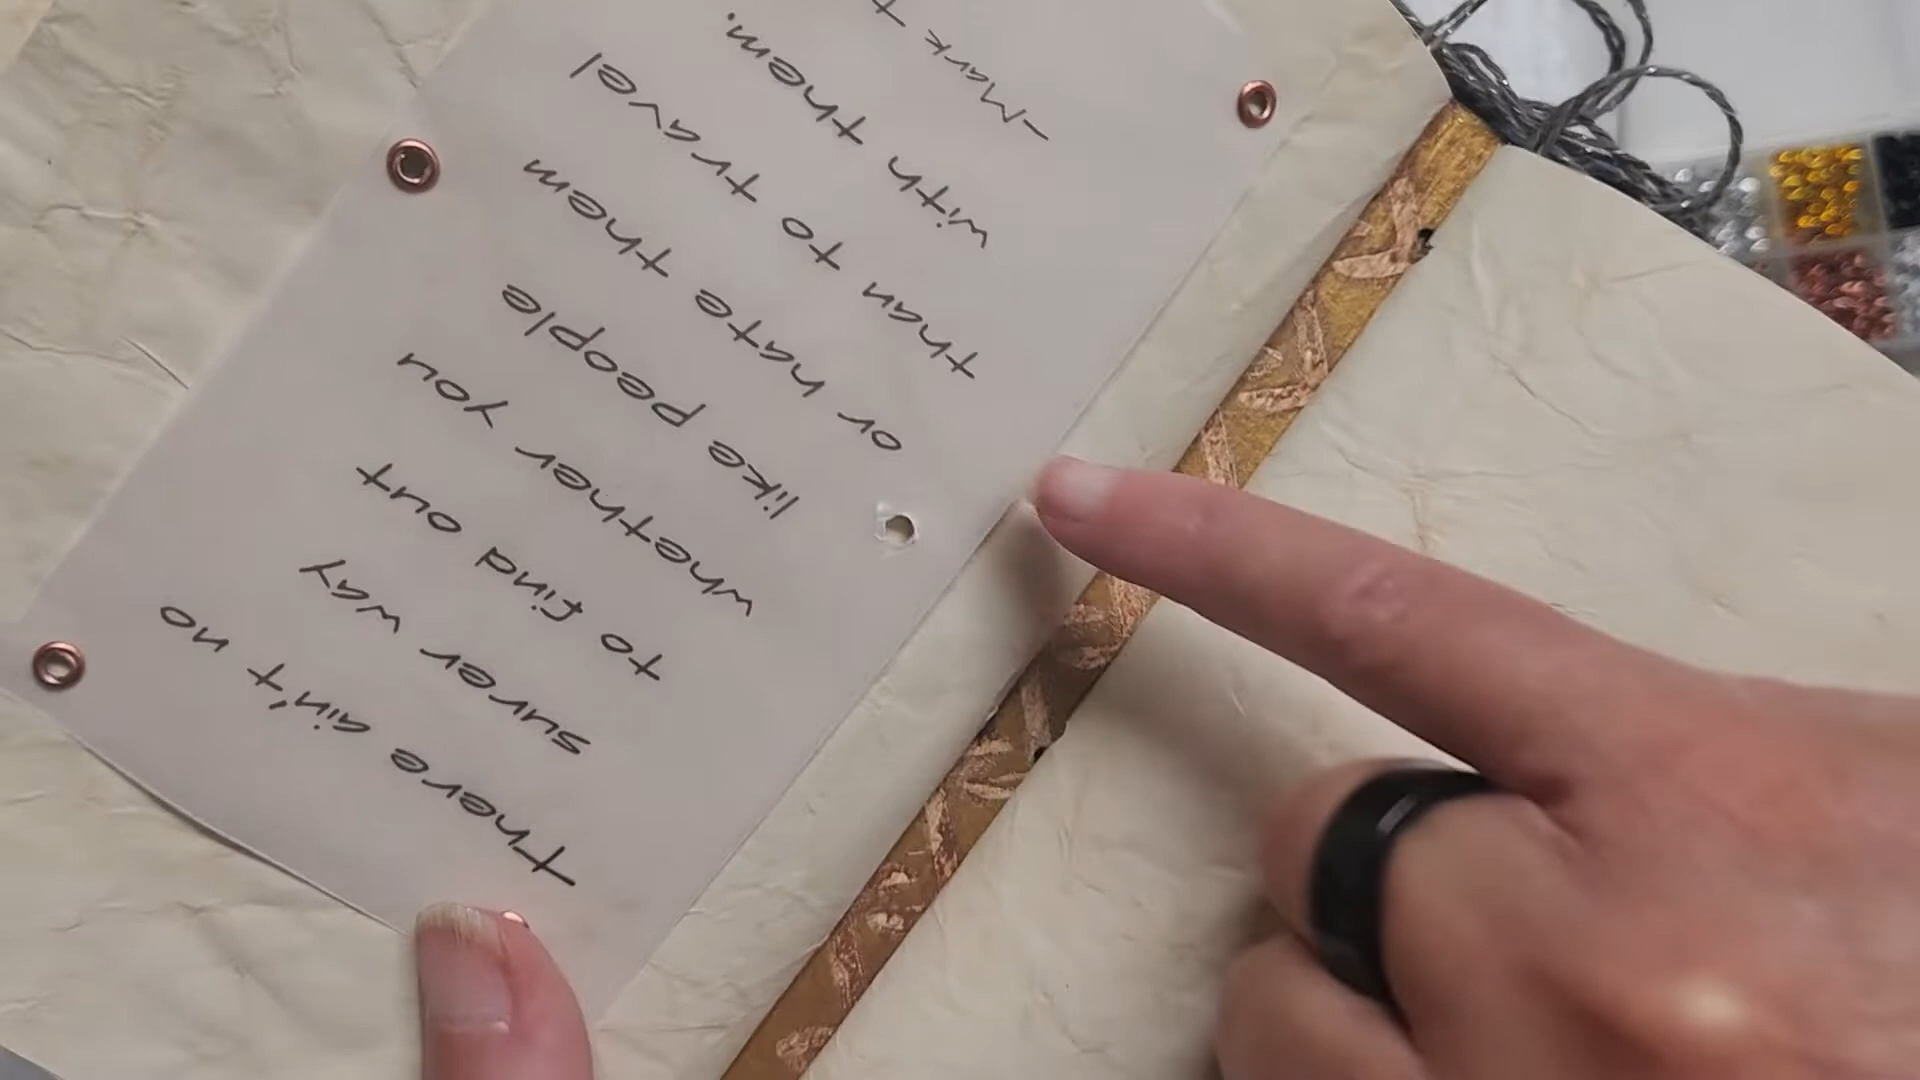 There ain't no
surer way
to find out
whether you
like people
or hate them
than to travel
with them.
-Mark T